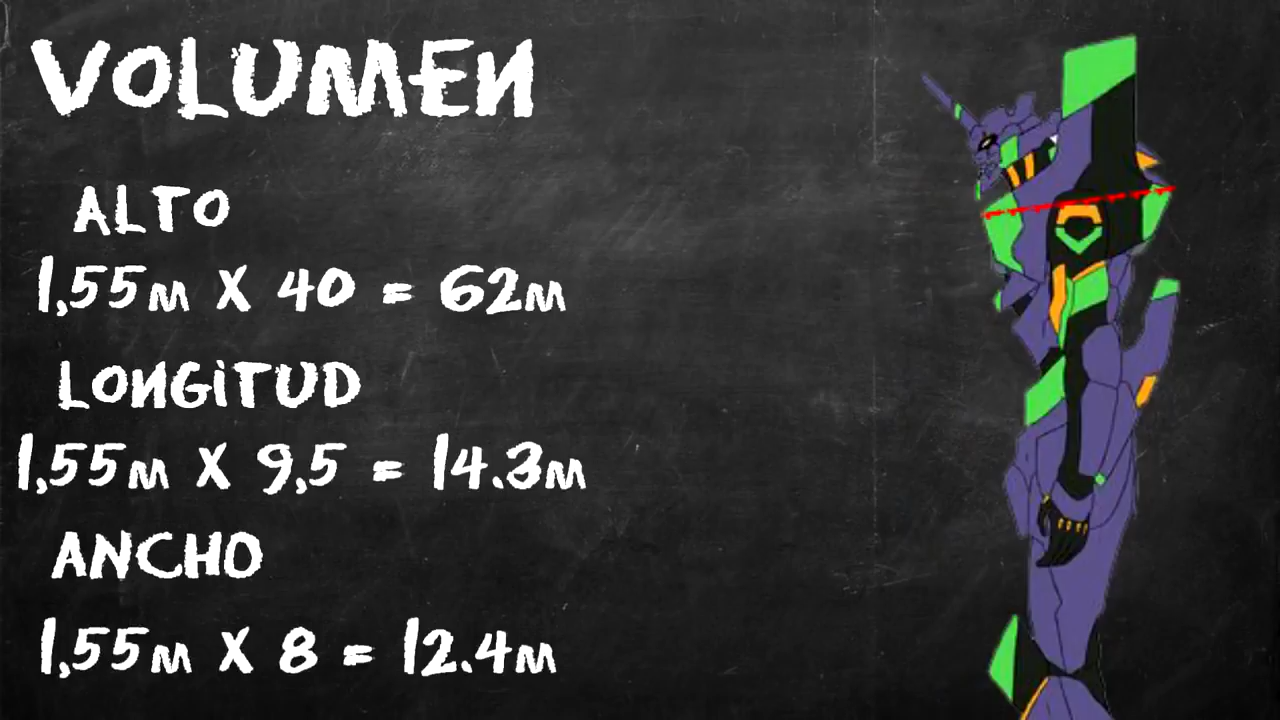 VOLUMEN
ALTO
1,55m X 40 = 62m
LONGITUD
1,55m X 9,5 = 14.3m
ANCHO
1,55m X 8 = 12.4m